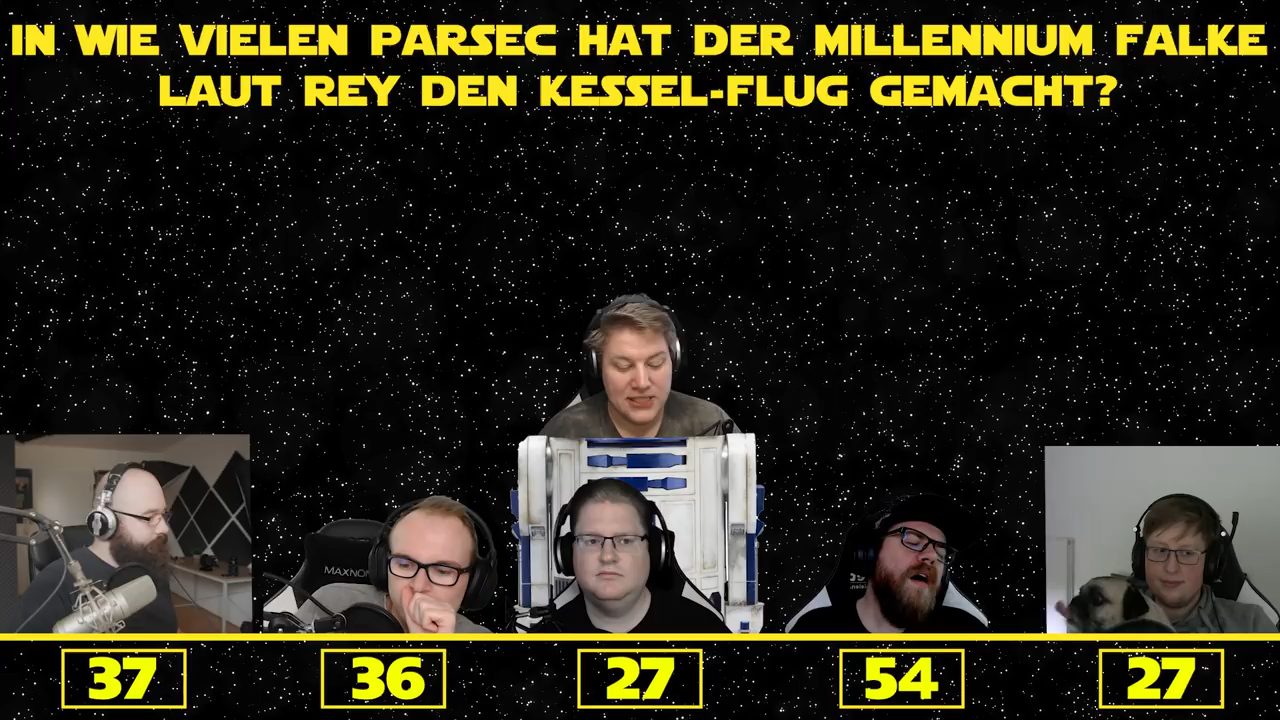 IN WIE VIELEN PARSEC HAT DER MILLENNIUM FALKE
LAUT REY DEN KESSEL-FLUG GEMACHT?
MAXNOM
37
36
27
54
27